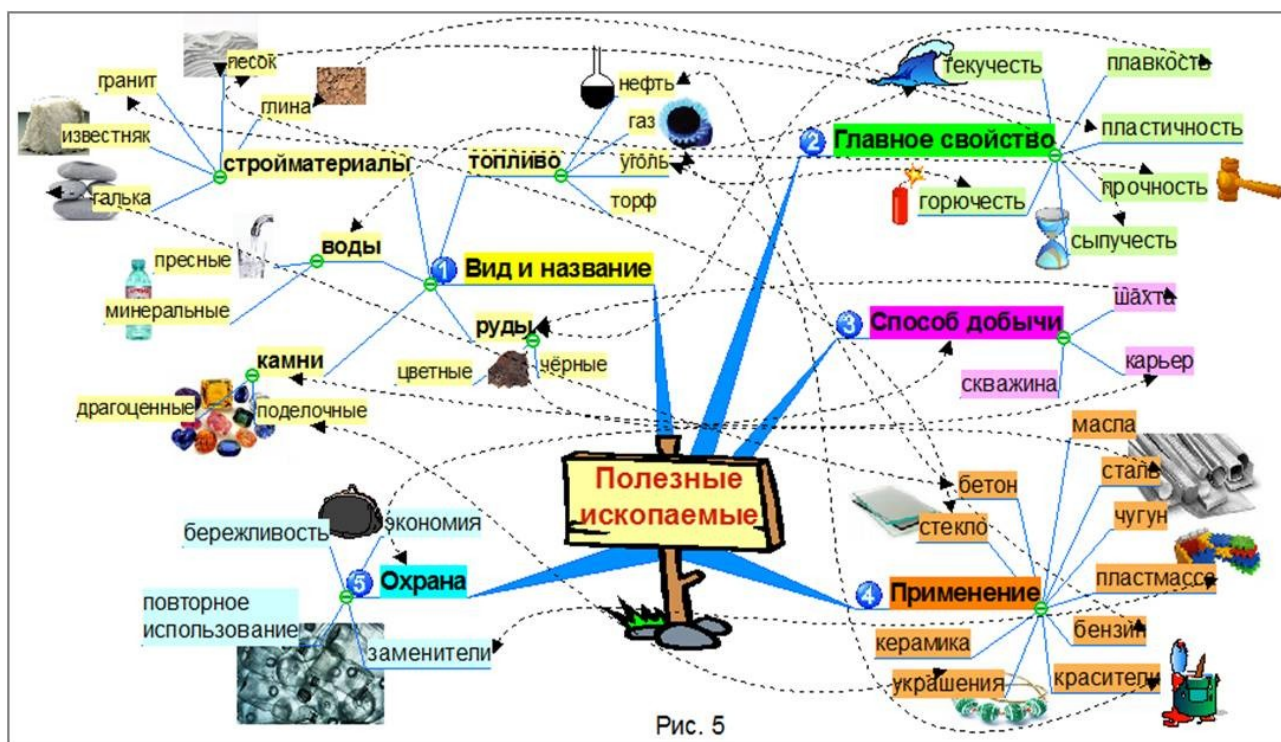 Полезные
ископаемые
1 Вид и название
стройматериалы
песок
гранит
глина
известняк
галька
топливо
нефть
газ
уголь
торф
воды
пресные
минеральные
руды
цветные
чёрные
камни
драгоценные
поделочные
2 Главное свойство
текучесть
плавкость
пластичность
прочность
горючесть
сыпучесть
3 Способ добычи
шахта
карьер
скважина
4 Применение
масла
сталь
чугун
бетон
стекло
пластмасса
бензин
керамика
украшения
красители
5 Охрана
экономия
бережливость
повторное
использование
заменители
Рис. 5